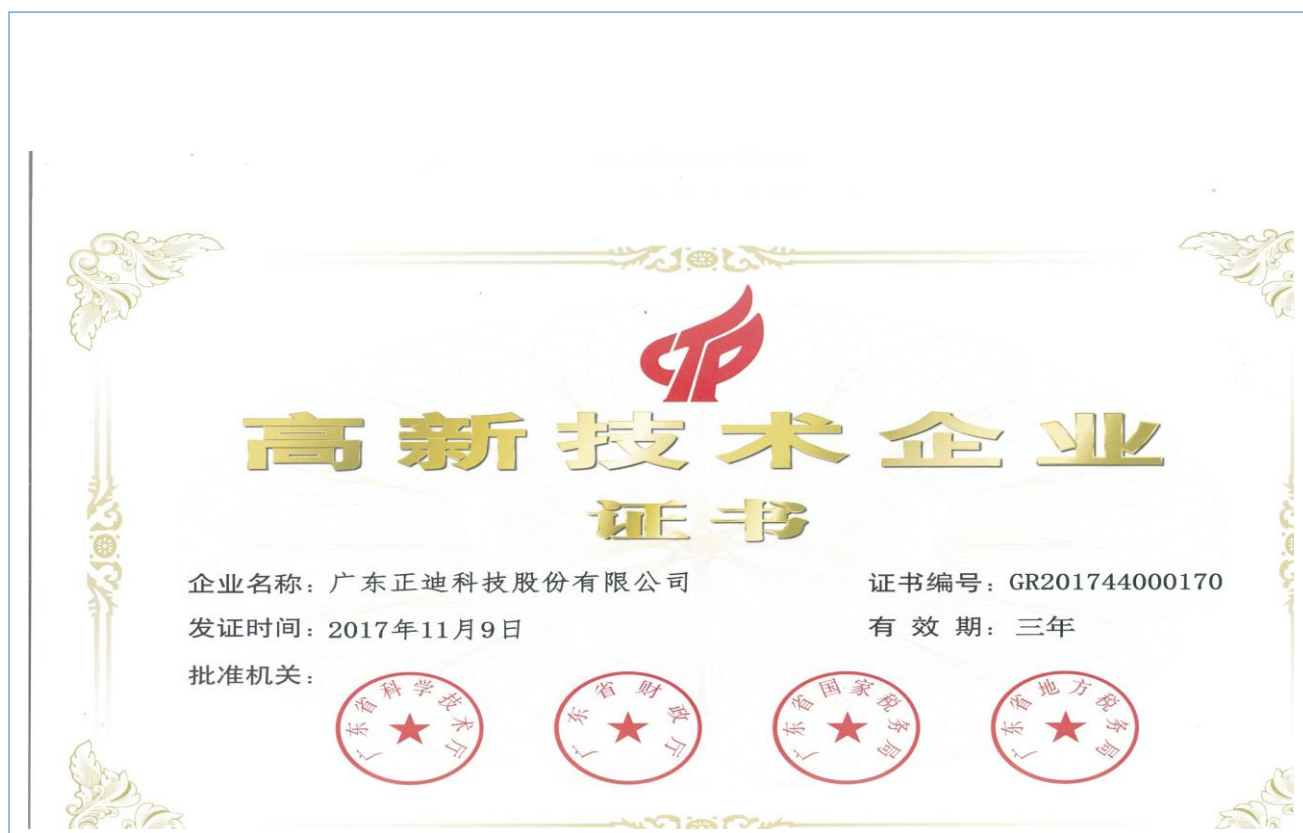 CTP
高新技术企业
证书
企业名称：广东正迪科技股份有限公司
证书编号：GR201744000170
发证时间：2017年11月9日
有效期：三年
批准机关：
广东省科学技术厅
广东省财政厅
广东省国家税务局
广东省地方税务局